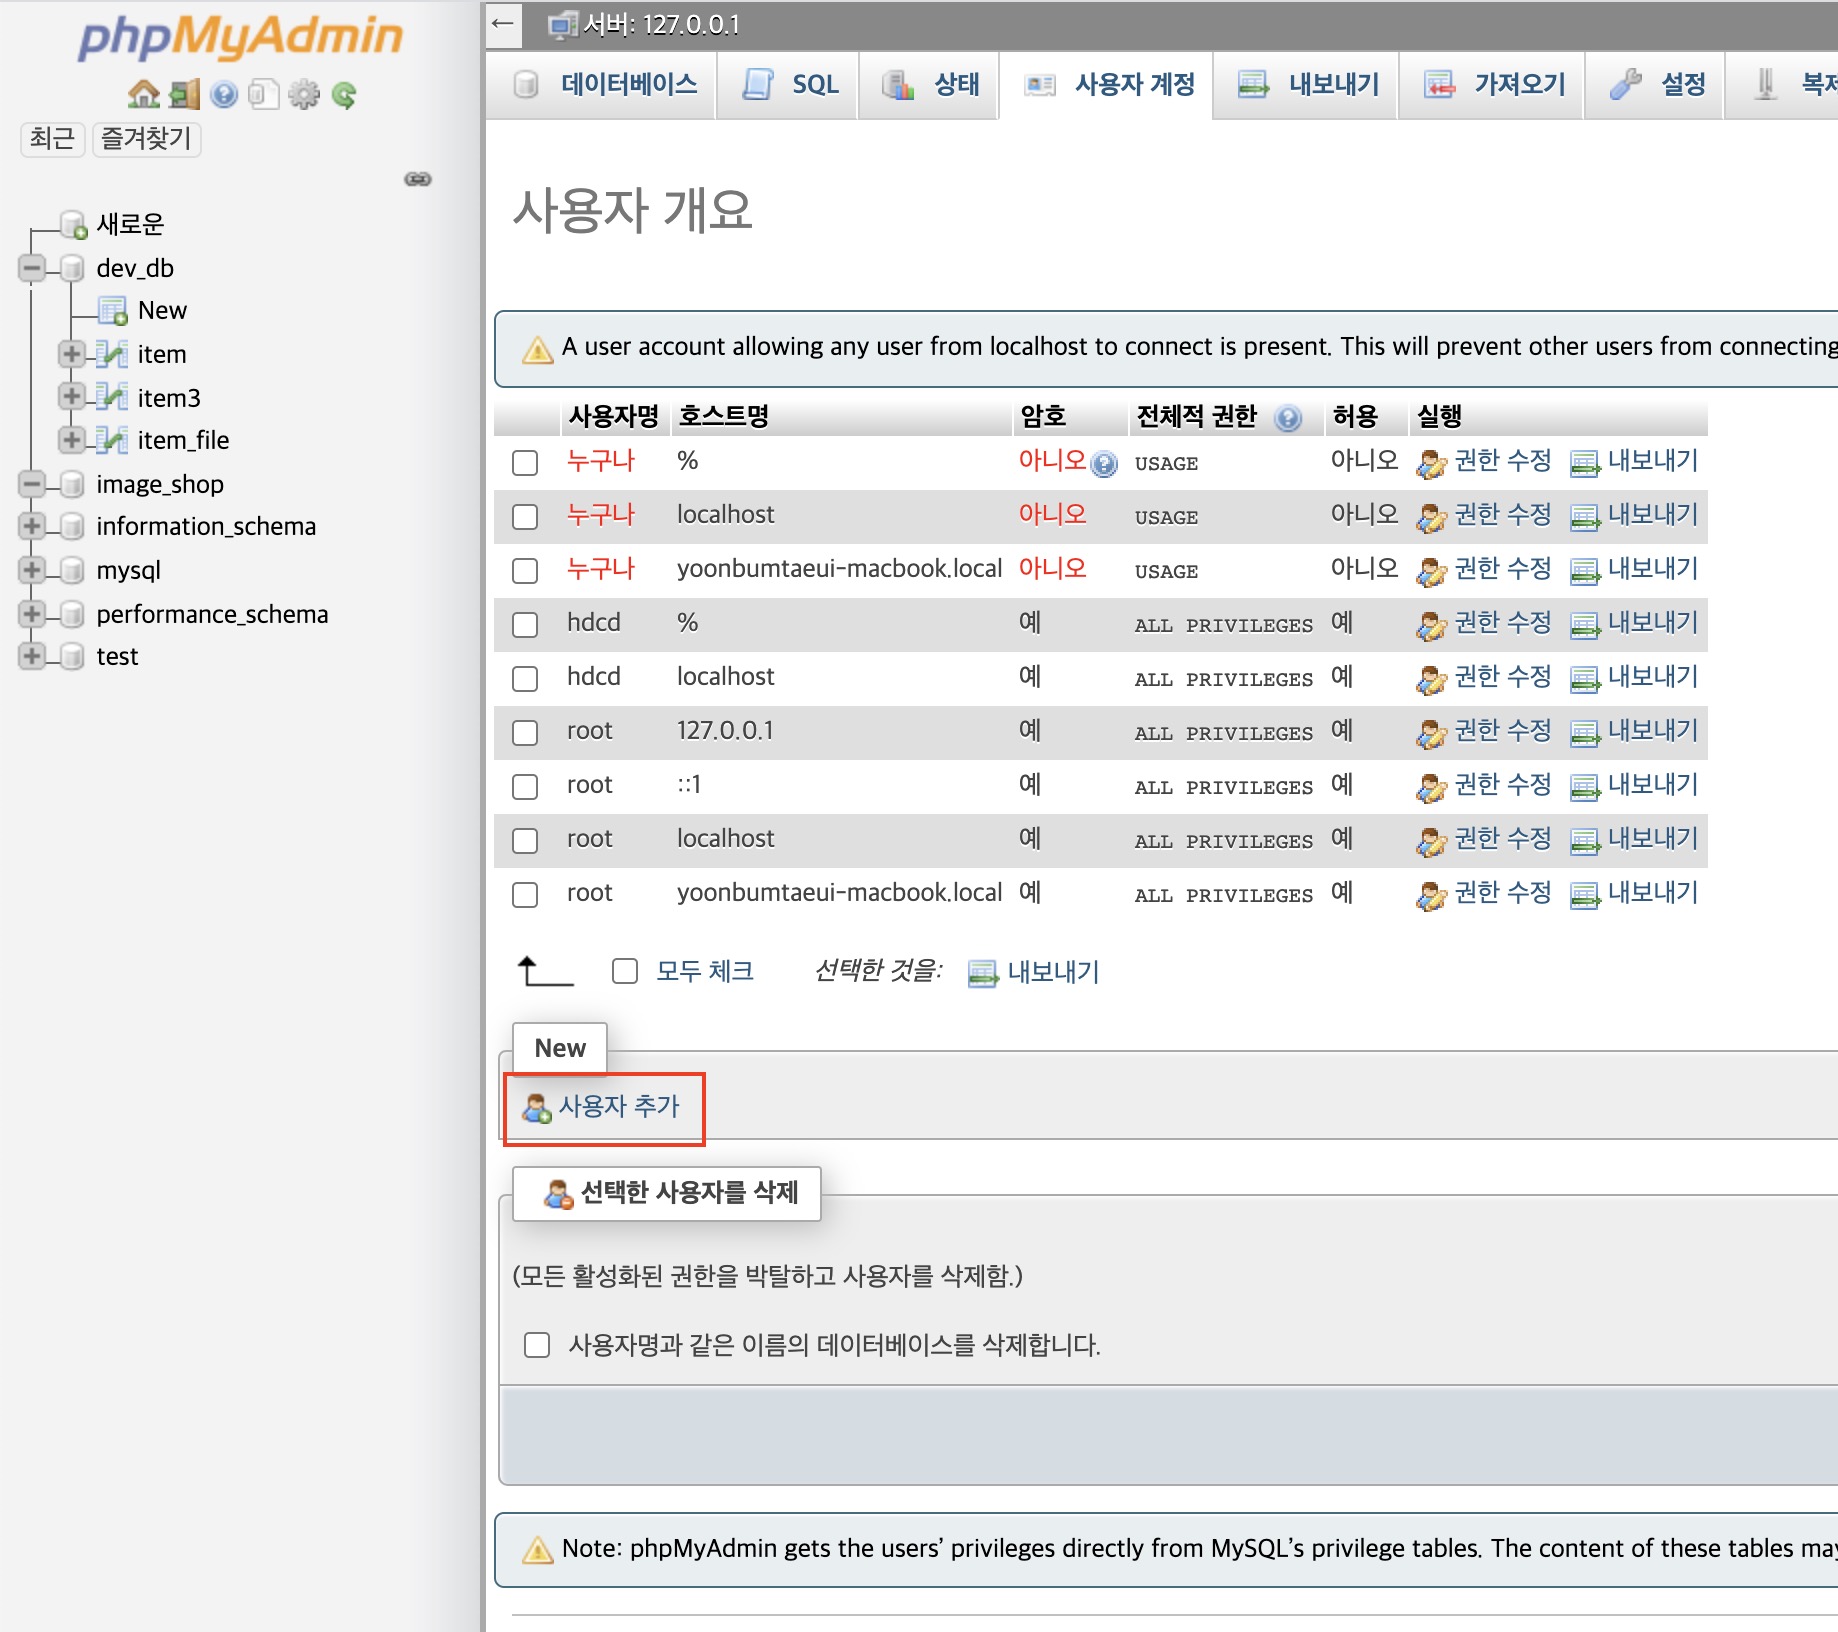 phpMyAdmin
최근 즐겨찾기
새로운
dev_db
New
item
item3
item_file
image_shop
information_schema
mysql
performance_schema
test
← 서버: 127.0.0.1
데이터베이스 SQL 상태 사용자 계정 내보내기 가져오기 설정
사용자 개요
A user account allowing any user from localhost to connect is present. This will prevent other users from connecting
사용자명 호스트명 암호 전체적 권한 허용 실행
누구나 % 아니오 USAGE 아니오 권한 수정 내보내기
누구나 localhost 아니오 USAGE 아니오 권한 수정 내보내기
누구나 yoonbumtaeui-macbook.local 아니오 USAGE 아니오 권한 수정 내보내기
hdcd % 예 ALL PRIVILEGES 예 권한 수정 내보내기
hdcd localhost 예 ALL PRIVILEGES 예 권한 수정 내보내기
root 127.0.0.1 예 ALL PRIVILEGES 예 권한 수정 내보내기
root ::1 예 ALL PRIVILEGES 예 권한 수정 내보내기
root localhost 예 ALL PRIVILEGES 예 권한 수정 내보내기
root yoonbumtaeui-macbook.local 예 ALL PRIVILEGES 예 권한 수정 내보내기
모두 체크 선택한 것을: 내보내기
New
사용자 추가
선택한 사용자를 삭제
(모든 활성화된 권한을 박탈하고 사용자를 삭제함.)
사용자명과 같은 이름의 데이터베이스를 삭제합니다.
Note: phpMyAdmin gets the users’ privileges directly from MySQL’s privilege tables. The content of these tables may